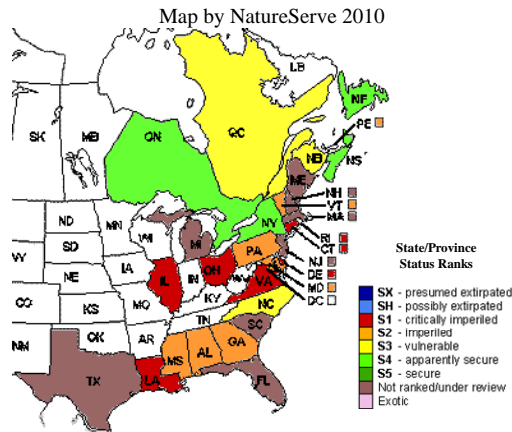 Map by NatureServe 2010
LB
SK
MB
ON
QC
NF
PE
NB
NS
ME
NH
VT
MA
ND
MN
WI
MI
NY
RI
CT
SD
WY
IA
PA
NJ
NE
IL
IN
OH
DE
MD
DC
WV
VA
CO
KS
MO
KY
NC
TN
NM
OK
AR
SC
MS
AL
GA
TX
LA
FL
State/Province
Status Ranks
SX - presumed extirpated
SH - possibly extirpated
S1 - critically imperiled
S2 - imperiled
S3 - vulnerable
S4 - apparently secure
S5 - secure
Not ranked/under review
Exotic